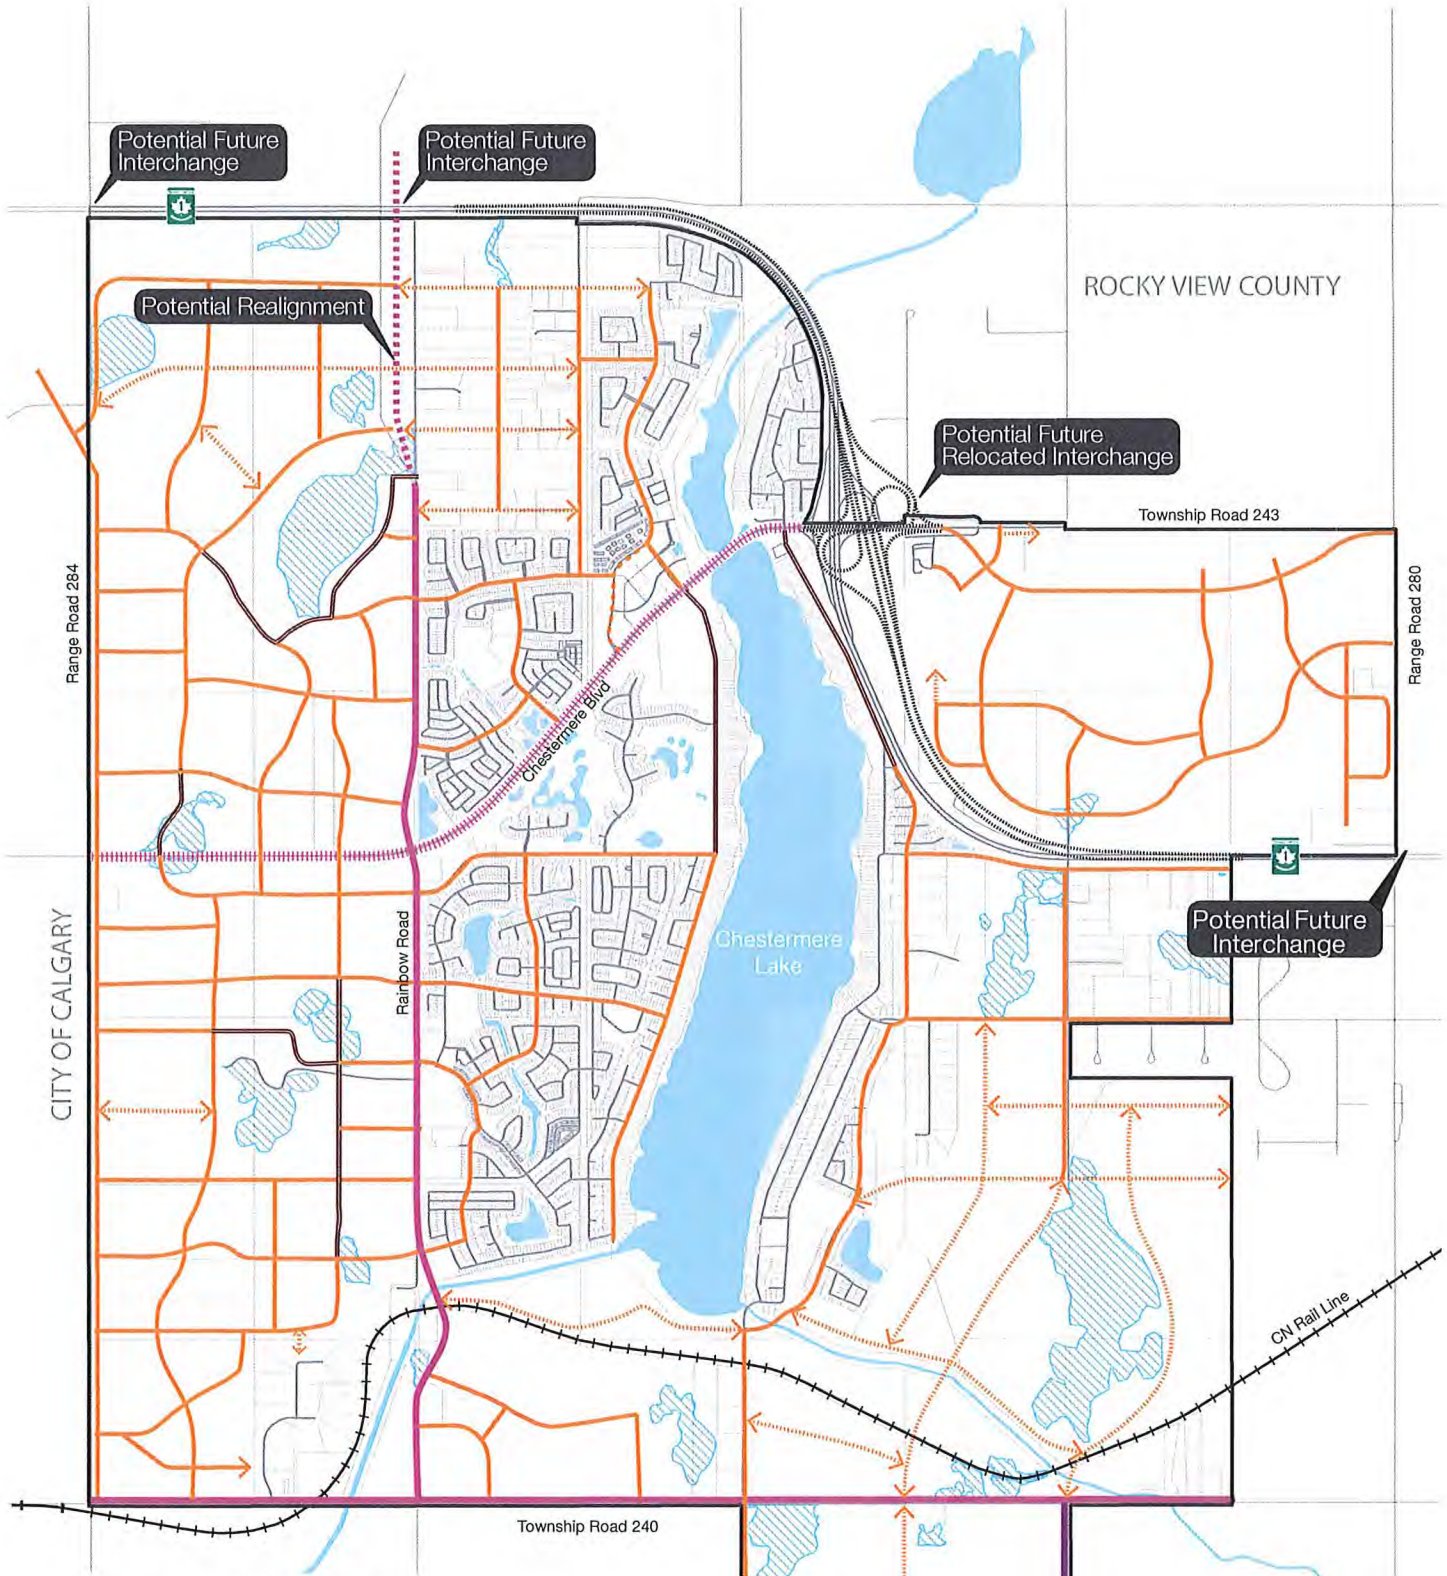 Potential Future
Interchange
Potential Future
Interchange
1
ROCKY VIEW COUNTY
Potential Realignment
Potential Future
Relocated Interchange
Township Road 243
Range Road 284
Range Road 280
Chestermere Blvd
1
Potential Future
Interchange
CITY OF CALGARY
Rainbow Road
Chestermere
Lake
CN Rail Line
Township Road 240